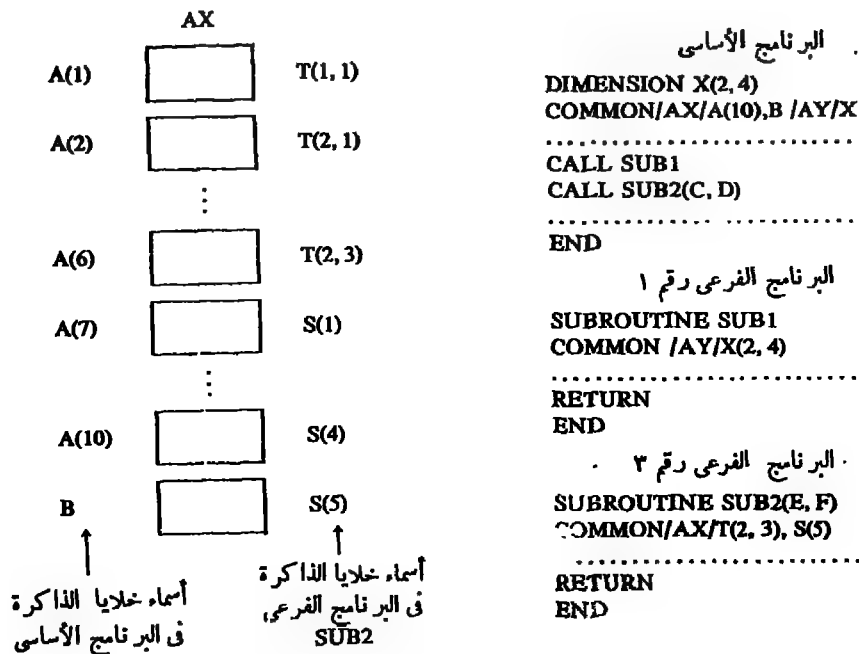 AX
A(1) T(1, 1)
A(2) T(2, 1)
⋮
A(6) T(2, 3)
A(7) S(1)
⋮
A(10) S(4)
B S(5)
أسماء خلايا الذاكرة
فى البرنامج الأساسى
أسماء خلايا الذاكرة
فى البرنامج الفرعى
SUB2
البرنامج الأساسى
DIMENSION X(2, 4)
COMMON/AX/A(10),B /AY/X
..............................
CALL SUB1
CALL SUB2(C, D)
..............................
END
البرنامج الفرعى رقم ١
SUBROUTINE SUB1
COMMON /AY/X(2, 4)
..............................
RETURN
END
البرنامج الفرعى رقم ٣
SUBROUTINE SUB2(E, F)
COMMON/AX/T(2, 3), S(5)
..............................
RETURN
END